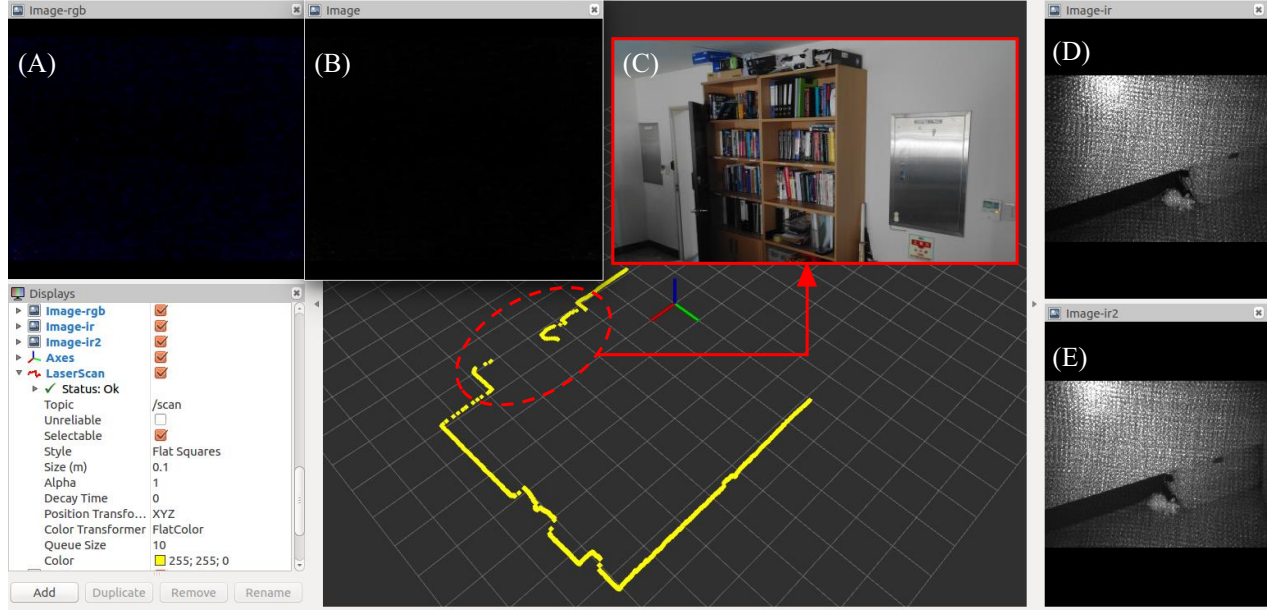 Image-rgb
(A)
Image
(B)
(C)
Image-ir
(D)
Displays
Image-rgb
Image-ir
Image-ir2
Axes
LaserScan
Status: Ok
Topic /scan
Unreliable
Selectable
Style Flat Squares
Size (m) 0.1
Alpha 1
Decay Time 0
Position Transfo... XYZ
Color Transformer FlatColor
Queue Size 10
Color 255; 255; 0
Add Duplicate Remove Rename
Image-ir2
(E)